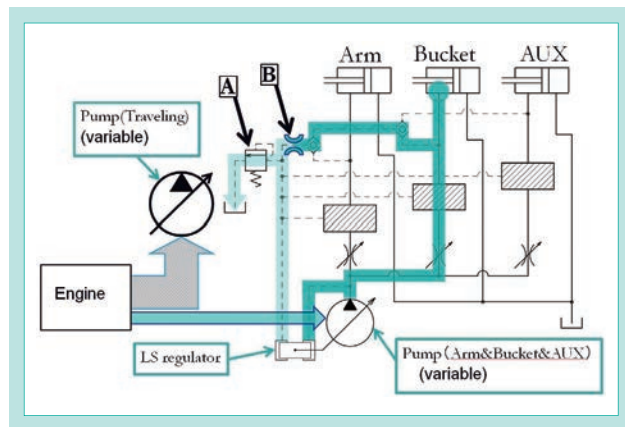 Arm
Bucket
AUX
A
B
Pump(Traveling)
(variable)
Engine
LS regulator
Pump (Arm&Bucket&AUX)
(variable)